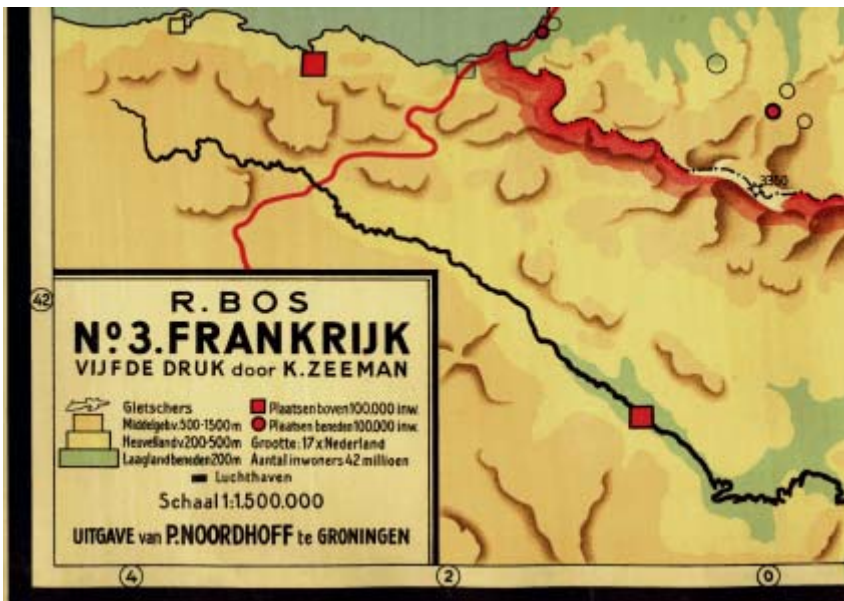 3350
42
R. BOS
Nº 3. FRANKRIJK
VIJFDE DRUK door K. ZEEMAN
Gletschers
Plaatsen boven 100.000 inw.
Middelgeb.v. 500-1500m
Plaatsen beneden 100.000 inw.
Heuvelland v. 200-500m
Grootte: 17 x Nederland
Laagland beneden 200m
Aantal inwoners 42 millioen
Luchthaven
Schaal 1:1.500.000
UITGAVE van P. NOORDHOFF te GRONINGEN
4
2
0